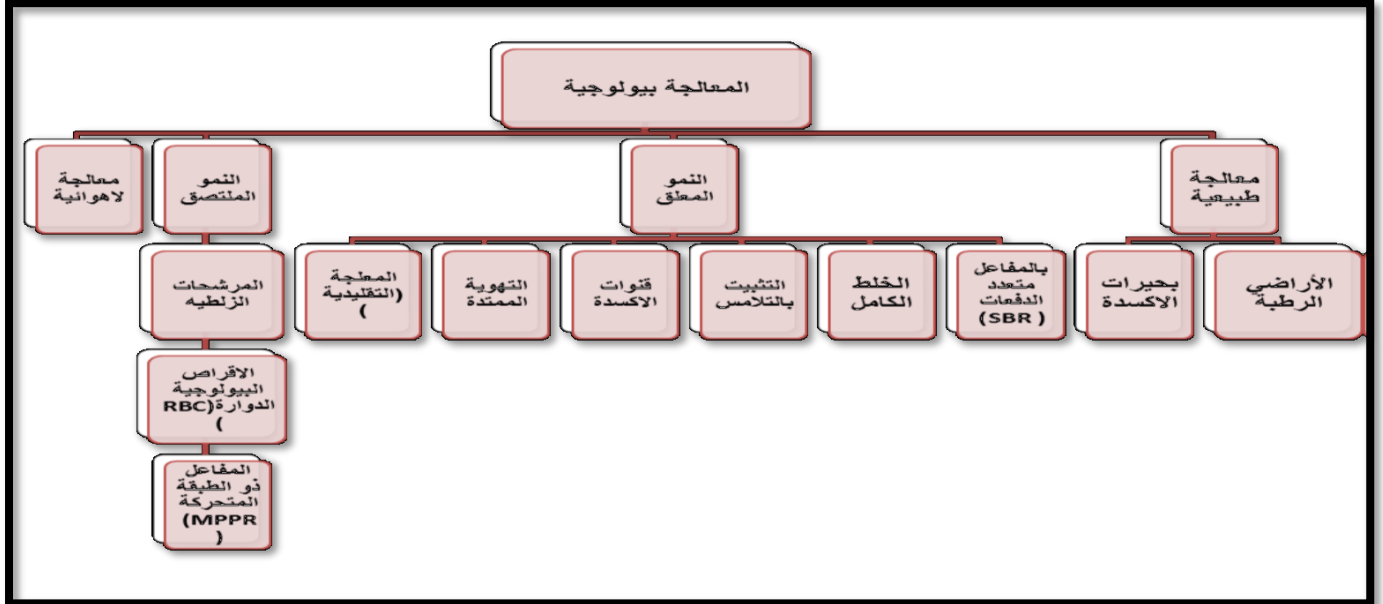 المعالجة بيولوجية
معالجة
طبيعية
النمو
المعلق
النمو
الملتصق
معالجة
لاهوائية
الأراضي
الرطبة
بحيرات
الاكسدة
بالمفاعل
متعدد
الدفعات
(SBR )
الخلط
الكامل
التثبيت
بالتلامس
قنوات
الاكسدة
التهوية
الممتدة
المعلجة
(التقليدية
)
المرشحات
الزلطيه
الاقراص
البيولوجية
الدوارة(RBC
)
المفاعل
ذو الطبقة
المتحركة
(MPPR
)